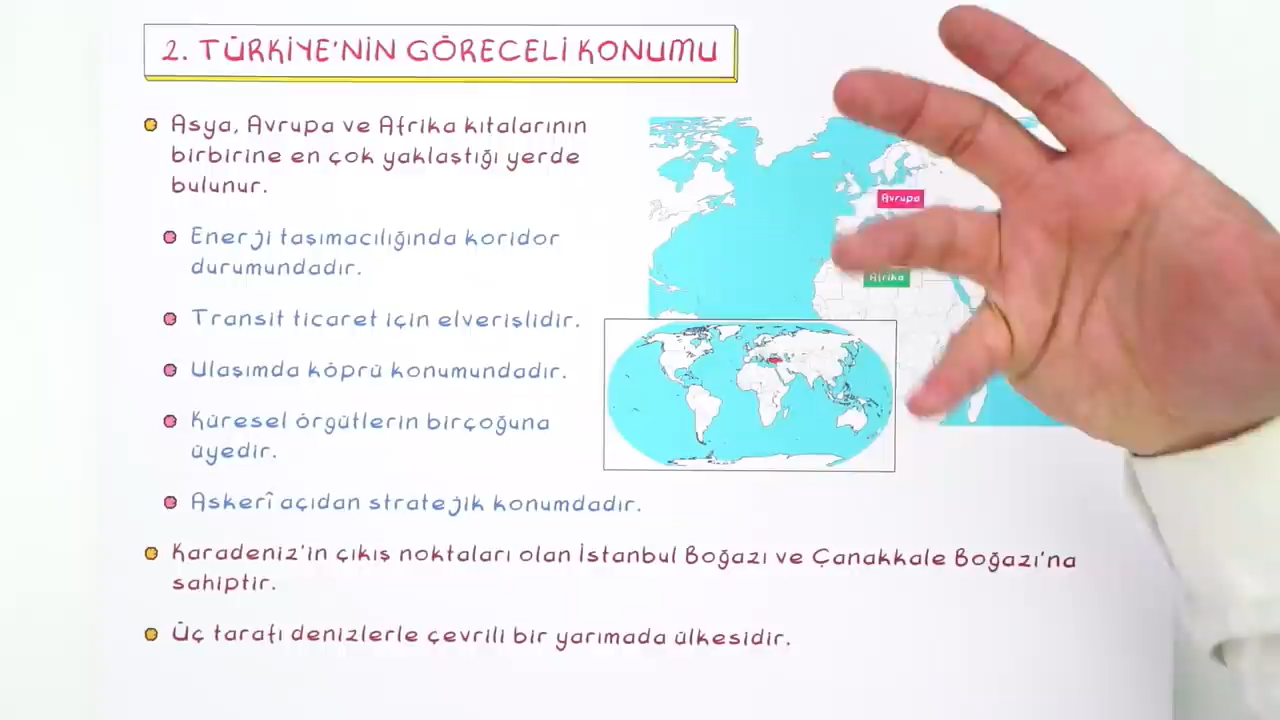 2. TÜRKİYE'NİN GÖRECELİ KONUMU
Asya, Avrupa ve Afrika kıtalarının
birbirine en çok yaklaştığı yerde
bulunur.
Enerji taşımacılığında koridor
durumundadır.
Transit ticaret için elverişlidir.
Ulaşımda köprü konumundadır.
Küresel örgütlerin birçoğuna
üyedir.
Askerî açıdan stratejik konumdadır.
Karadeniz'in çıkış noktaları olan İstanbul Boğazı ve Çanakkale Boğazı'na
sahiptir.
Üç tarafı denizlerle çevrili bir yarımada ülkesidir.
Avrupa
Afrika